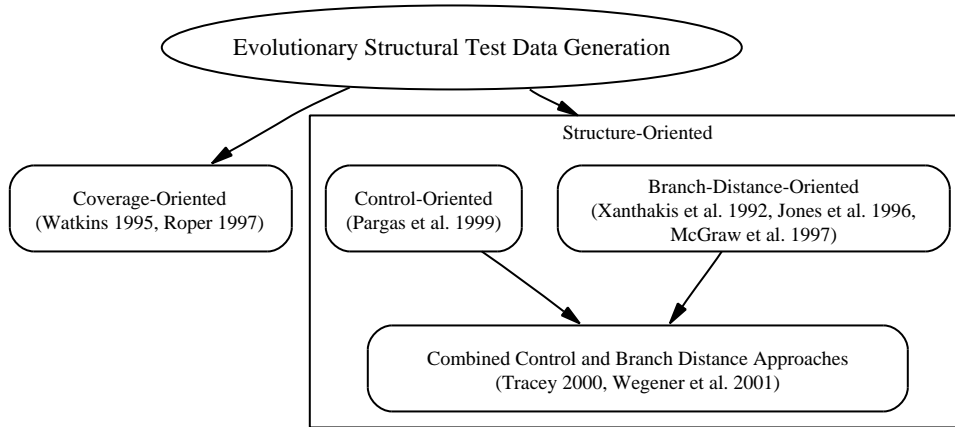 Evolutionary Structural Test Data Generation
Structure-Oriented
Coverage-Oriented
(Watkins 1995, Roper 1997)
Control-Oriented
(Pargas et al. 1999)
Branch-Distance-Oriented
(Xanthakis et al. 1992, Jones et al. 1996,
McGraw et al. 1997)
Combined Control and Branch Distance Approaches
(Tracey 2000, Wegener et al. 2001)